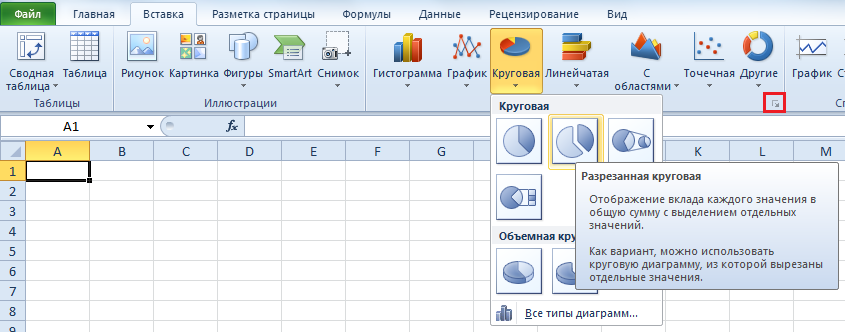 Файл Главная Вставка Разметка страницы Формулы Данные Рецензирование Вид
Сводная таблица Таблица Рисунок Картинка Фигуры SmartArt Снимок Гистограмма График Круговая Линейчатая С областями Точечная Другие График
Таблицы Иллюстрации
A1 fx
Круговая
A B C D E F G K L M
1
2
3
4
5
6
7
8
9
Разрезанная круговая
Отображение вклада каждого значения в
общую сумму с выделением отдельных
значений.
Как вариант, можно использовать
круговую диаграмму, из которой вырезаны
отдельные значения.
Объемная кру
Все типы диаграмм...